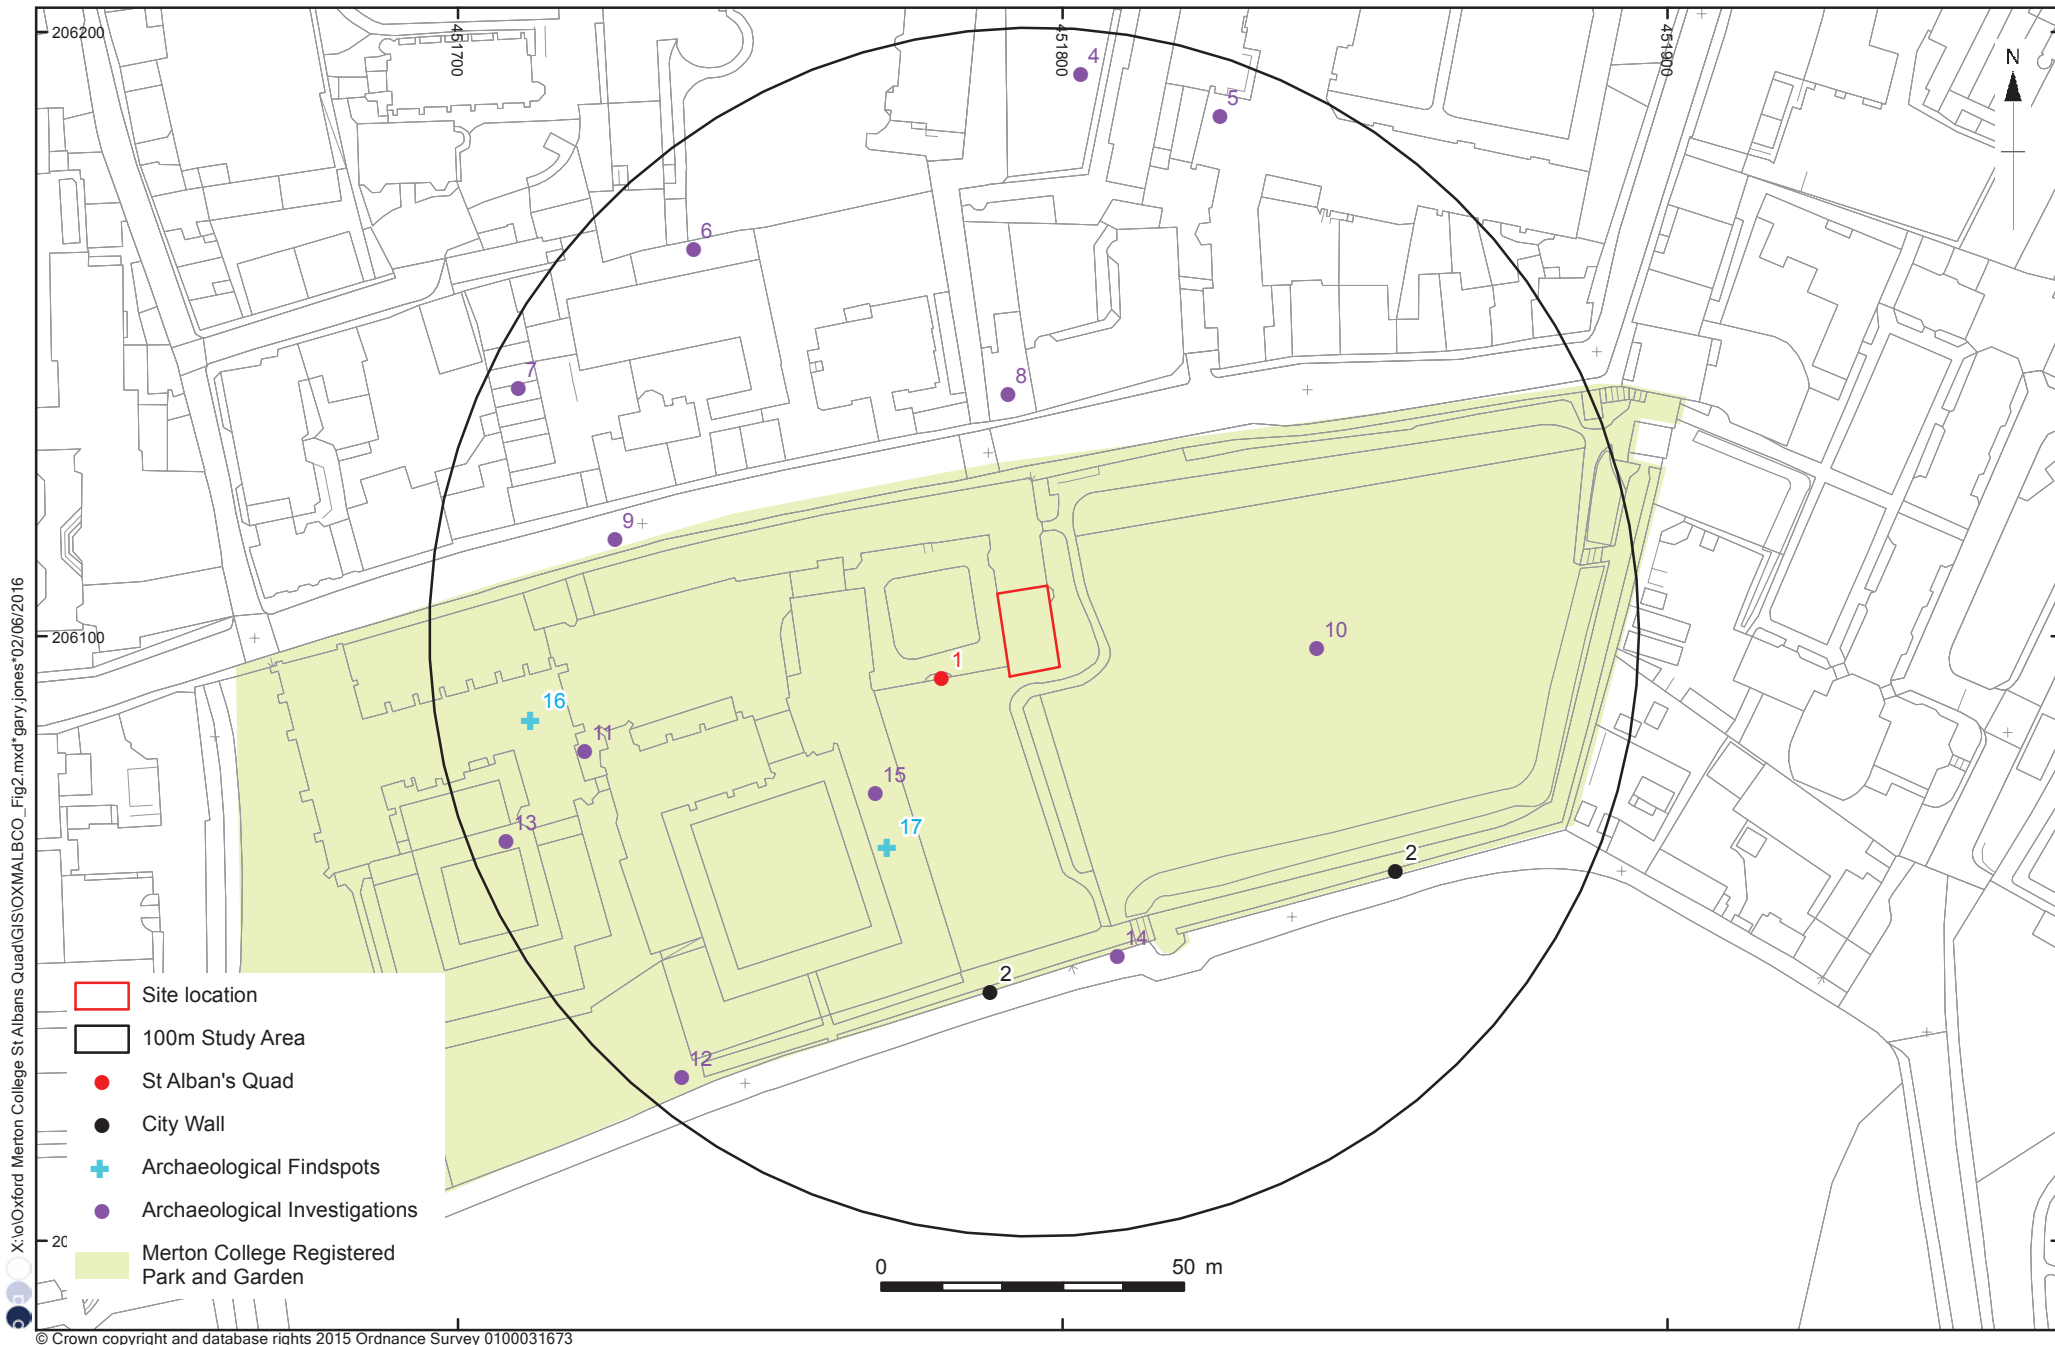 206200
451700
451800
451900
N
4
5
6
7
8
9
10
206100
1
16
11
15
17
13
2
14
2
12
Site location
100m Study Area
St Alban's Quad
City Wall
Archaeological Findspots
Archaeological Investigations
Merton College Registered
Park and Garden
20
0 50 m
X:\o\Oxford Merton College St Albans Quad\GIS\OXMALBCO_Fig2.mxd*gary.jones*02/06/2016
© Crown copyright and database rights 2015 Ordnance Survey 0100031673